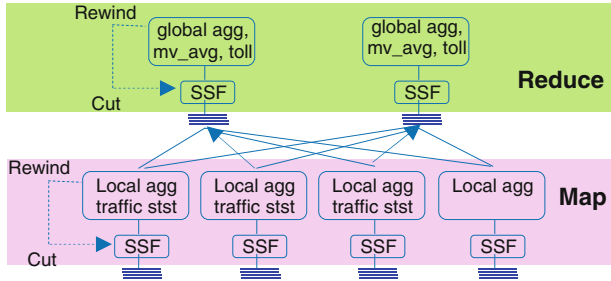 Rewind
global agg,
mv_avg, toll
global agg,
mv_avg, toll
Reduce
SSF
SSF
Cut
Rewind
Local agg
traffic stst
Local agg
traffic stst
Local agg
traffic stst
Local agg
Map
SSF
SSF
SSF
SSF
Cut